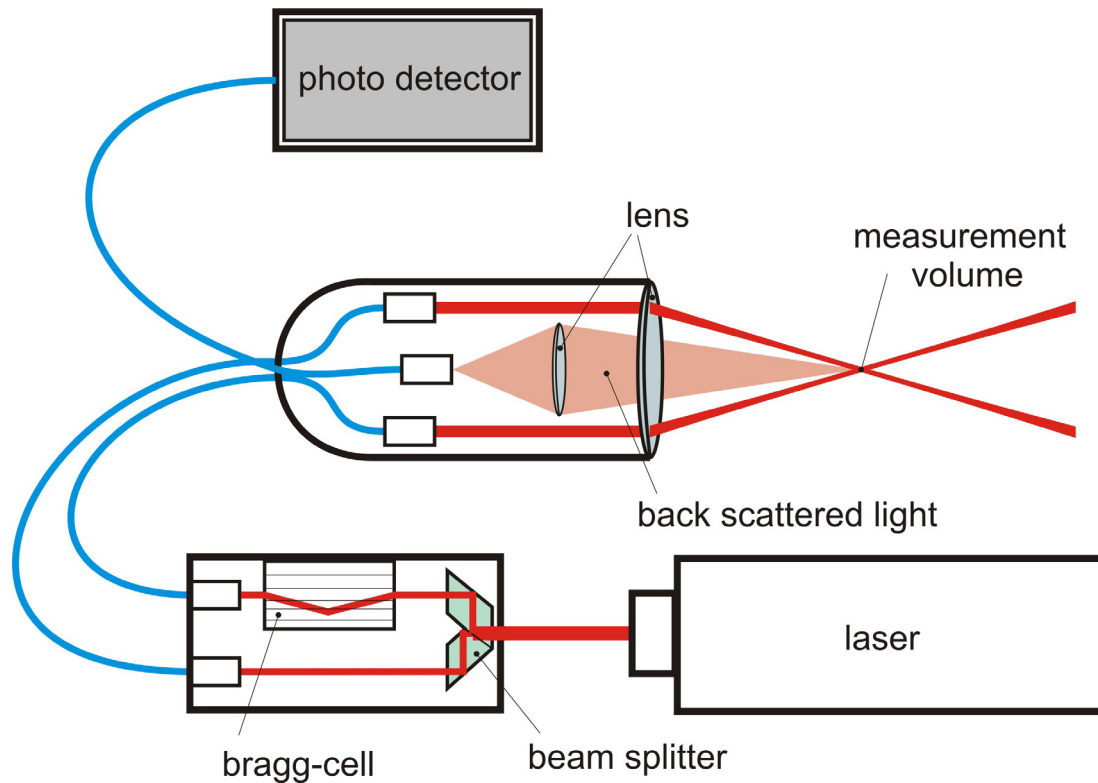 photo detector
lens
measurement
volume
back scattered light
laser
beam splitter
bragg-cell